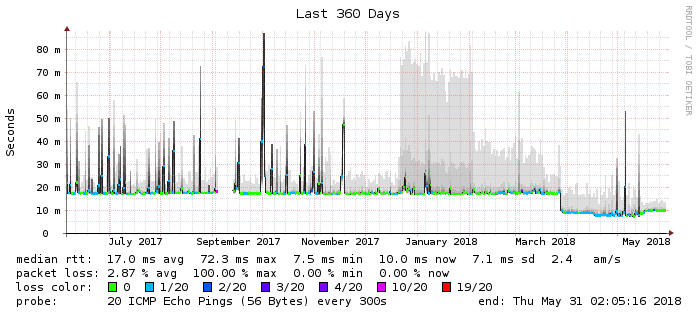 Last 360 Days
RRDTOOL / TOBI OETIKER
Seconds
80 m
70 m
60 m
50 m
40 m
30 m
20 m
10 m
0
July 2017 September 2017 November 2017 January 2018 March 2018 May 2018
median rtt: 17.0 ms avg 72.3 ms max 7.5 ms min 10.0 ms now 7.1 ms sd 2.4 am/s
packet loss: 2.87 % avg 100.00 % max 0.00 % min 0.00 % now
loss color: 0 1/20 2/20 3/20 4/20 10/20 19/20
probe: 20 ICMP Echo Pings (56 Bytes) every 300s end: Thu May 31 02:05:16 2018